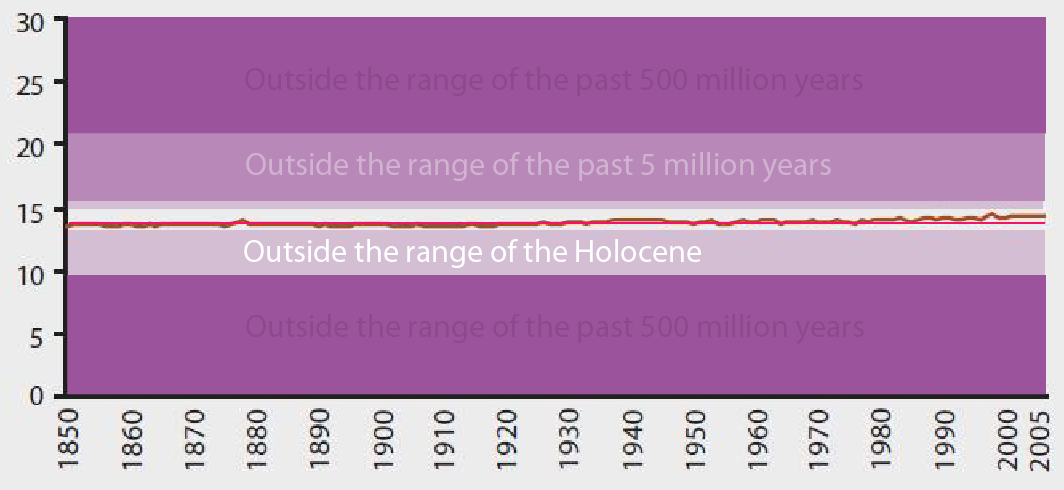 30
Outside the range of the past 500 million years
25
20
Outside the range of the past 5 million years
15
Outside the range of the Holocene
10
Outside the range of the past 500 million years
5
0
1850 1860 1870 1880 1890 1900 1910 1920 1930 1940 1950 1960 1970 1980 1990 2000 2005